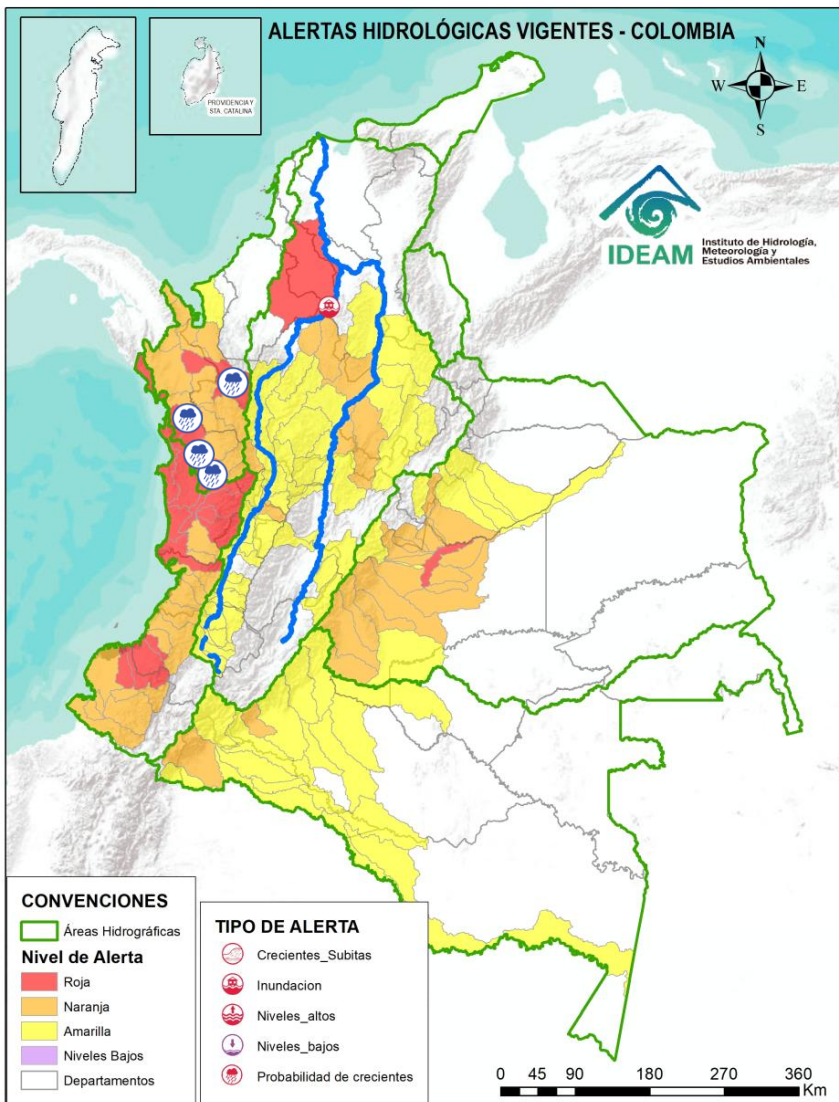 ALERTAS HIDROLÓGICAS VIGENTES - COLOMBIA
PROVIDENCIA Y
STA. CATALINA
N
W
E
S
IDEAM
Instituto de Hidrología,
Meteorología y
Estudios Ambientales
CONVENCIONES
Áreas Hidrográficas
Nivel de Alerta
Roja
Naranja
Amarilla
Niveles Bajos
Departamentos
TIPO DE ALERTA
Crecientes_Subitas
Inundacion
Niveles_altos
Niveles_bajos
Probabilidad de crecientes
0 45 90 180 270 360
Km